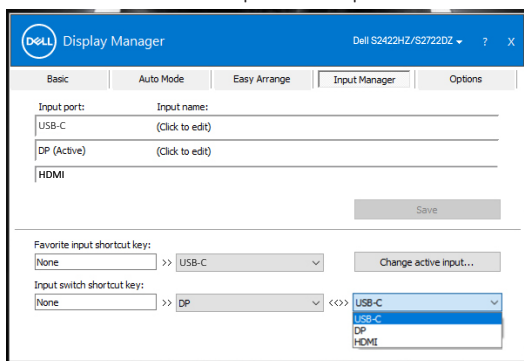 DELL Display Manager Dell S2422HZ/S2722DZ ? X
Basic Auto Mode Easy Arrange Input Manager Options
Input port: Input name:
USB-C (Click to edit)
DP (Active) (Click to edit)
HDMI
Save
Favorite input shortcut key:
None >> USB-C Change active input...
Input switch shortcut key:
None >> DP <<>> USB-C
USB-C
DP
HDMI